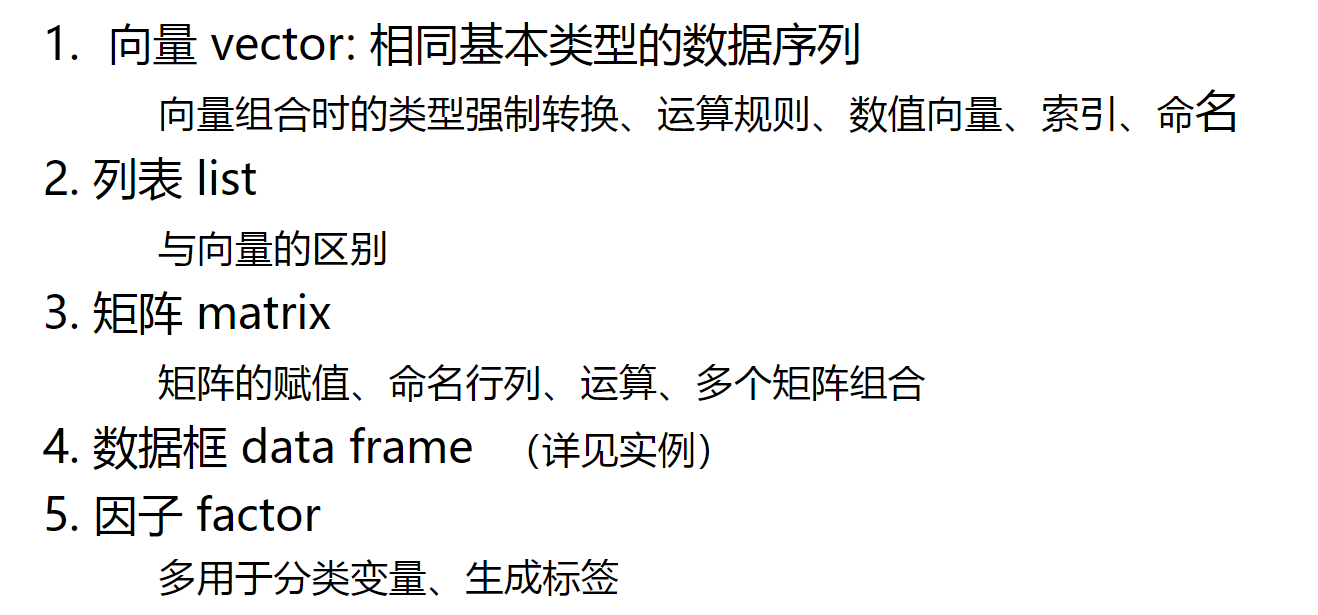 1. 向量 vector: 相同基本类型的数据序列
向量组合时的类型强制转换、运算规则、数值向量、索引、命名
2. 列表 list
与向量的区别
3. 矩阵 matrix
矩阵的赋值、命名行列、运算、多个矩阵组合
4. 数据框 data frame （详见实例）
5. 因子 factor
多用于分类变量、生成标签